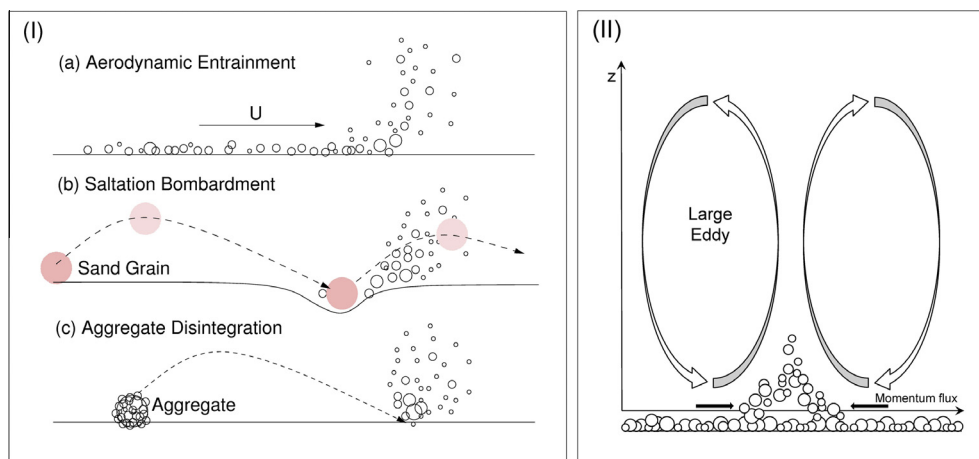 (I)
(a) Aerodynamic Entrainment
U
(b) Saltation Bombardment
Sand Grain
(c) Aggregate Disintegration
Aggregate
(II)
z
Large
Eddy
Momentum flux